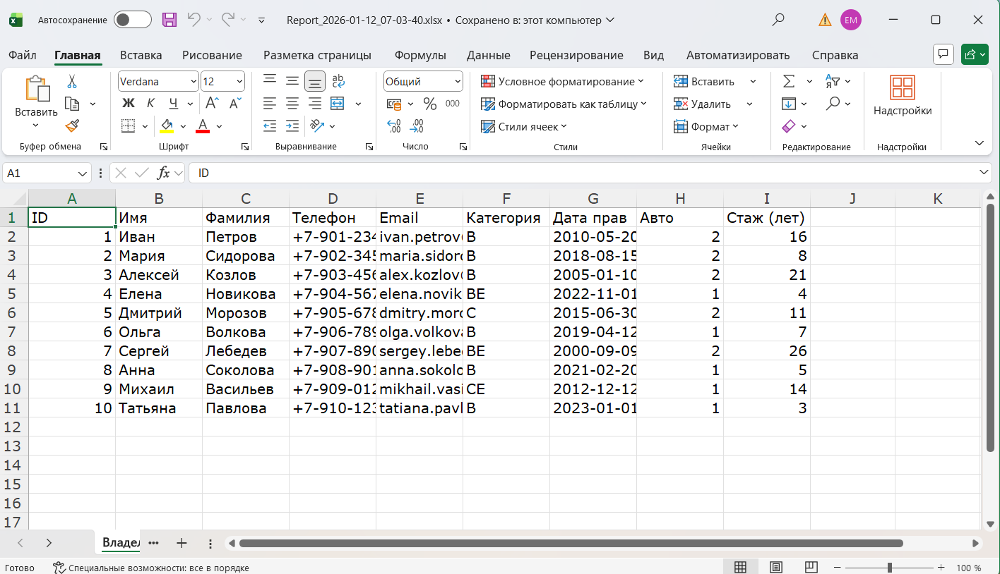 Автосохранение Report_2026-01-12_07-03-40.xlsx • Сохранено в: этот компьютер EM
Файл Главная Вставка Рисование Разметка страницы Формулы Данные Рецензирование Вид Автоматизировать Справка
Вставить
Буфер обмена
Verdana 12
Ж К Ч A A
A
Шрифт
ab
Выравнивание
Общий
% 000
,00
Число
Условное форматирование
Форматировать как таблицу
Стили ячеек
Стили
Вставить
Удалить
Формат
Ячейки
Редактирование
Надстройки
Надстройки
A1 fx ID
A B C D E F G H I J K
1 ID Имя Фамилия Телефон Email Категория Дата прав Авто Стаж (лет)
2 1 Иван Петров +7-901-234 ivan.petrov B 2010-05-20 2 16
3 2 Мария Сидорова +7-902-345 maria.sidoro B 2018-08-15 2 8
4 3 Алексей Козлов +7-903-456 alex.kozlov B 2005-01-10 2 21
5 4 Елена Новикова +7-904-567 elena.novik BE 2022-11-01 1 4
6 5 Дмитрий Морозов +7-905-678 dmitry.moro C 2015-06-30 2 11
7 6 Ольга Волкова +7-906-789 olga.volkova B 2019-04-12 1 7
8 7 Сергей Лебедев +7-907-890 sergey.lebe BE 2000-09-09 2 26
9 8 Анна Соколова +7-908-901 anna.sokolo B 2021-02-20 1 5
10 9 Михаил Васильев +7-909-012 mikhail.vasi CE 2012-12-12 1 14
11 10 Татьяна Павлова +7-910-123 tatiana.pavl B 2023-01-01 1 3
12
13
14
15
16
17
Владел
Готово Специальные возможности: все в порядке 100 %